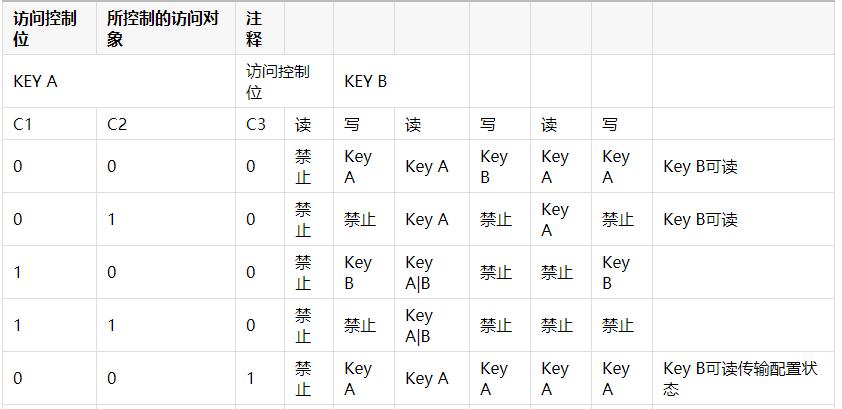 访问控制位 所控制的访问对象 注释
KEY A 访问控制位 KEY B
C1 C2 C3 读 写 读 写 读 写
0 0 0 禁止 Key A Key A Key B Key A Key A Key B可读
0 1 0 禁止 禁止 Key A 禁止 Key A 禁止 Key B可读
1 0 0 禁止 Key B Key A|B 禁止 禁止 Key B
1 1 0 禁止 禁止 Key A|B 禁止 禁止 禁止
0 0 1 禁止 Key A Key A Key A Key A Key A Key B可读传输配置状态